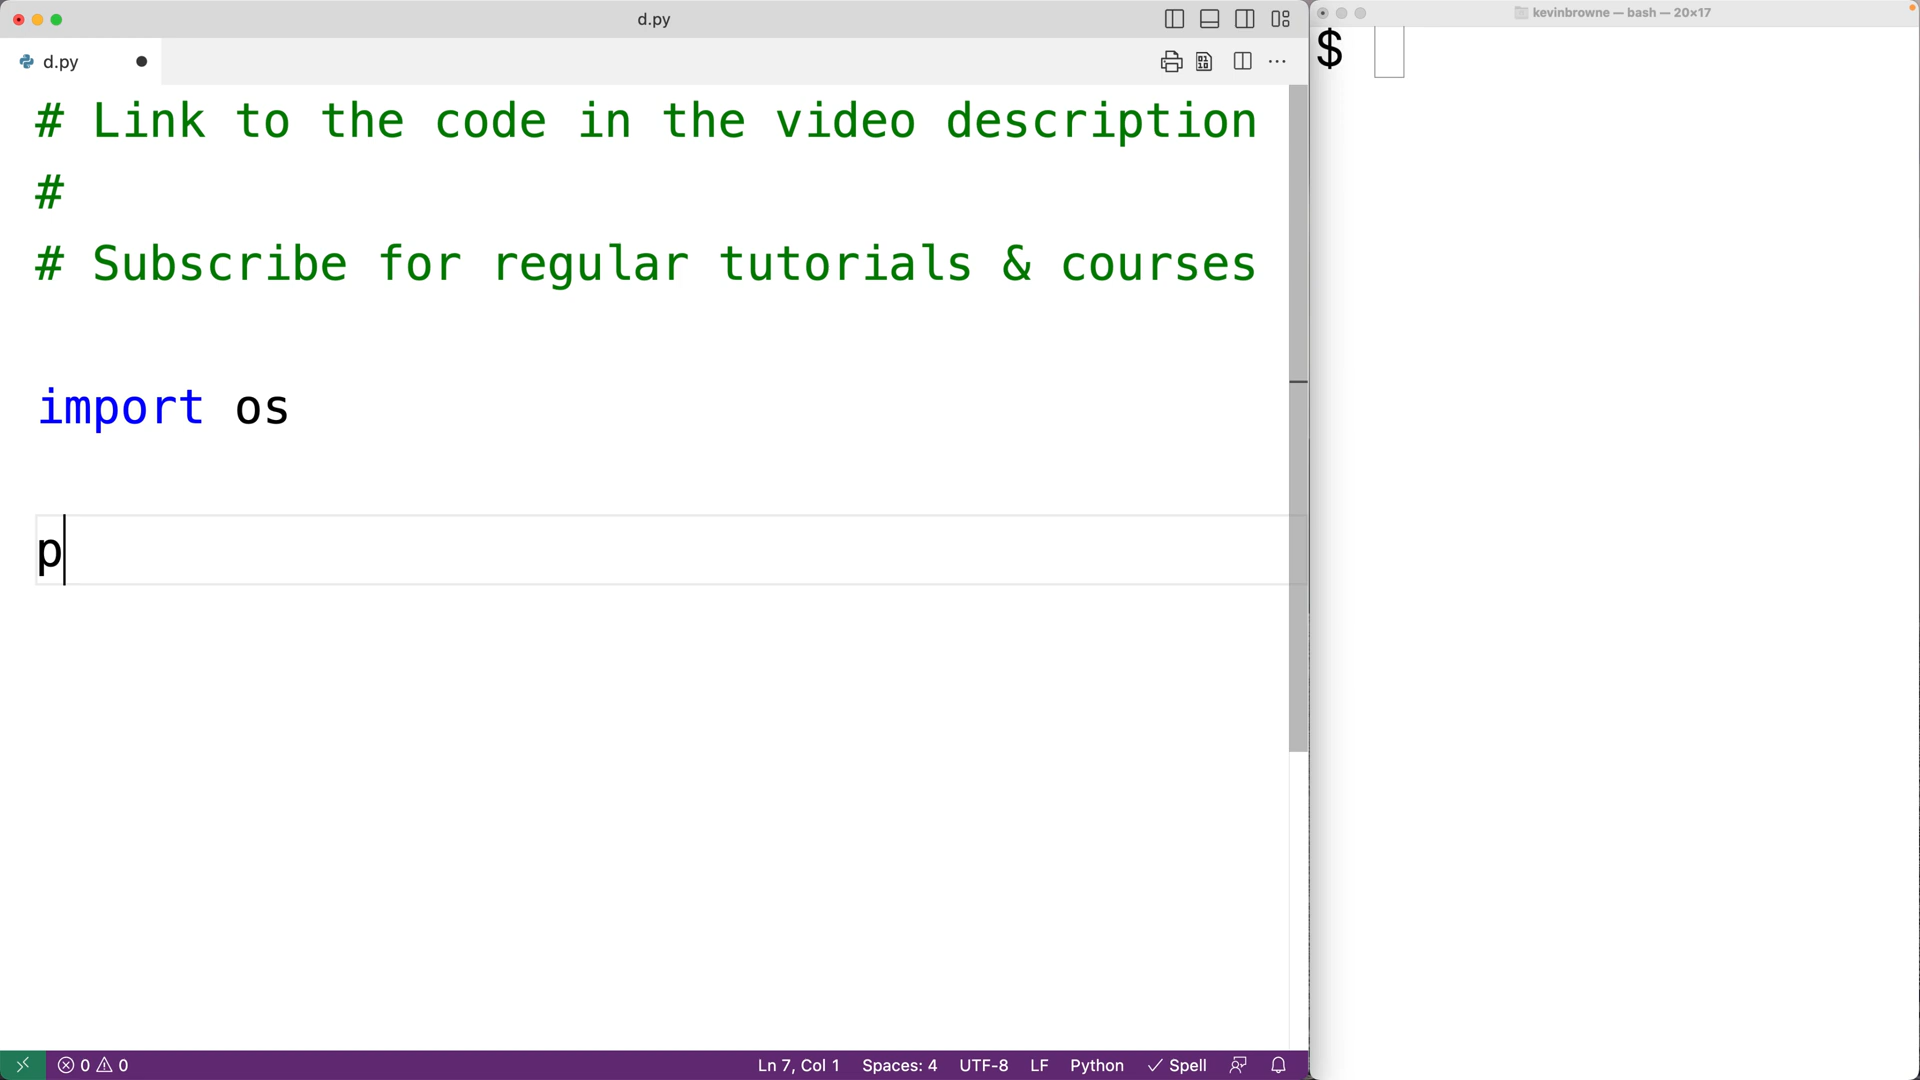 d.py
d.py
# Link to the code in the video description
#
# Subscribe for regular tutorials & courses
import os
p
0 0 Ln 7, Col 1 Spaces: 4 UTF-8 LF Python Spell
kevinbrowne — bash — 20×17
$